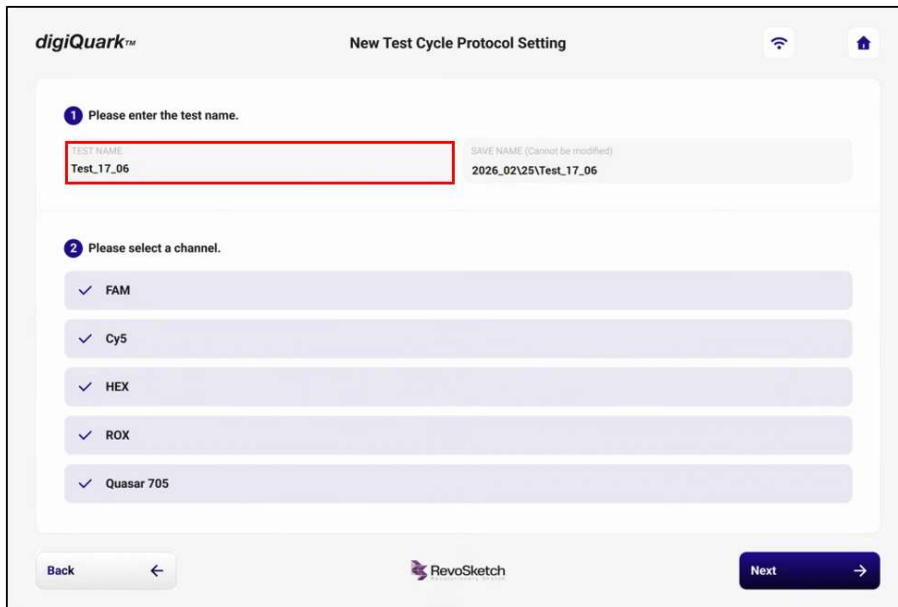 digiQuark™
New Test Cycle Protocol Setting
1 Please enter the test name.
TEST NAME
Test_17_06
SAVE NAME (Cannot be modified)
2026_02\25\Test_17_06
2 Please select a channel.
FAM
Cy5
HEX
ROX
Quasar 705
Back
RevoSketch
Next